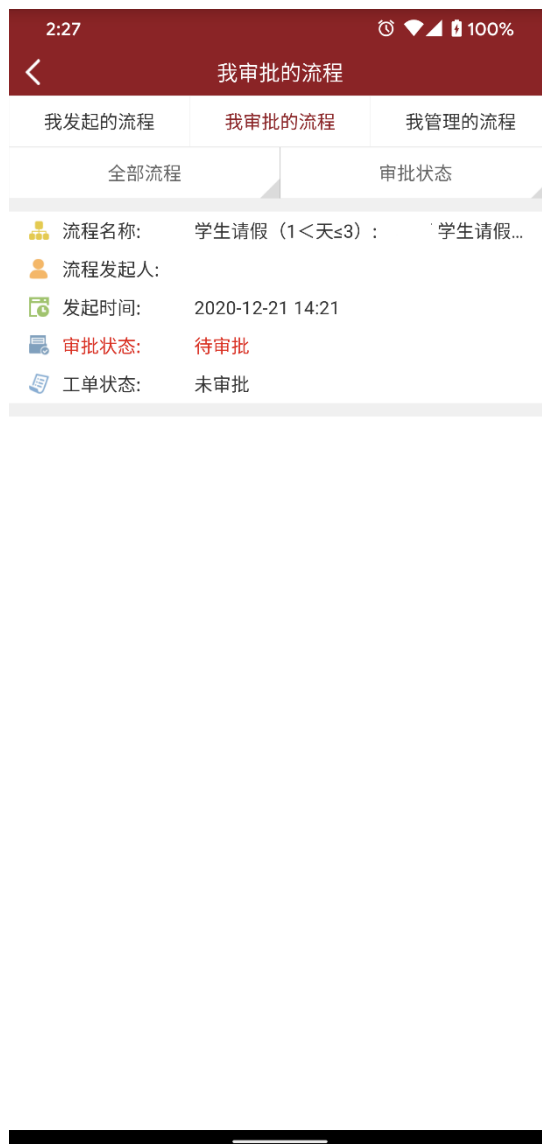 2:27 100%
我审批的流程
我发起的流程 我审批的流程 我管理的流程
全部流程 审批状态
流程名称: 学生请假（1＜天≤3）: 学生请假...
流程发起人:
发起时间: 2020-12-21 14:21
审批状态: 待审批
工单状态: 未审批